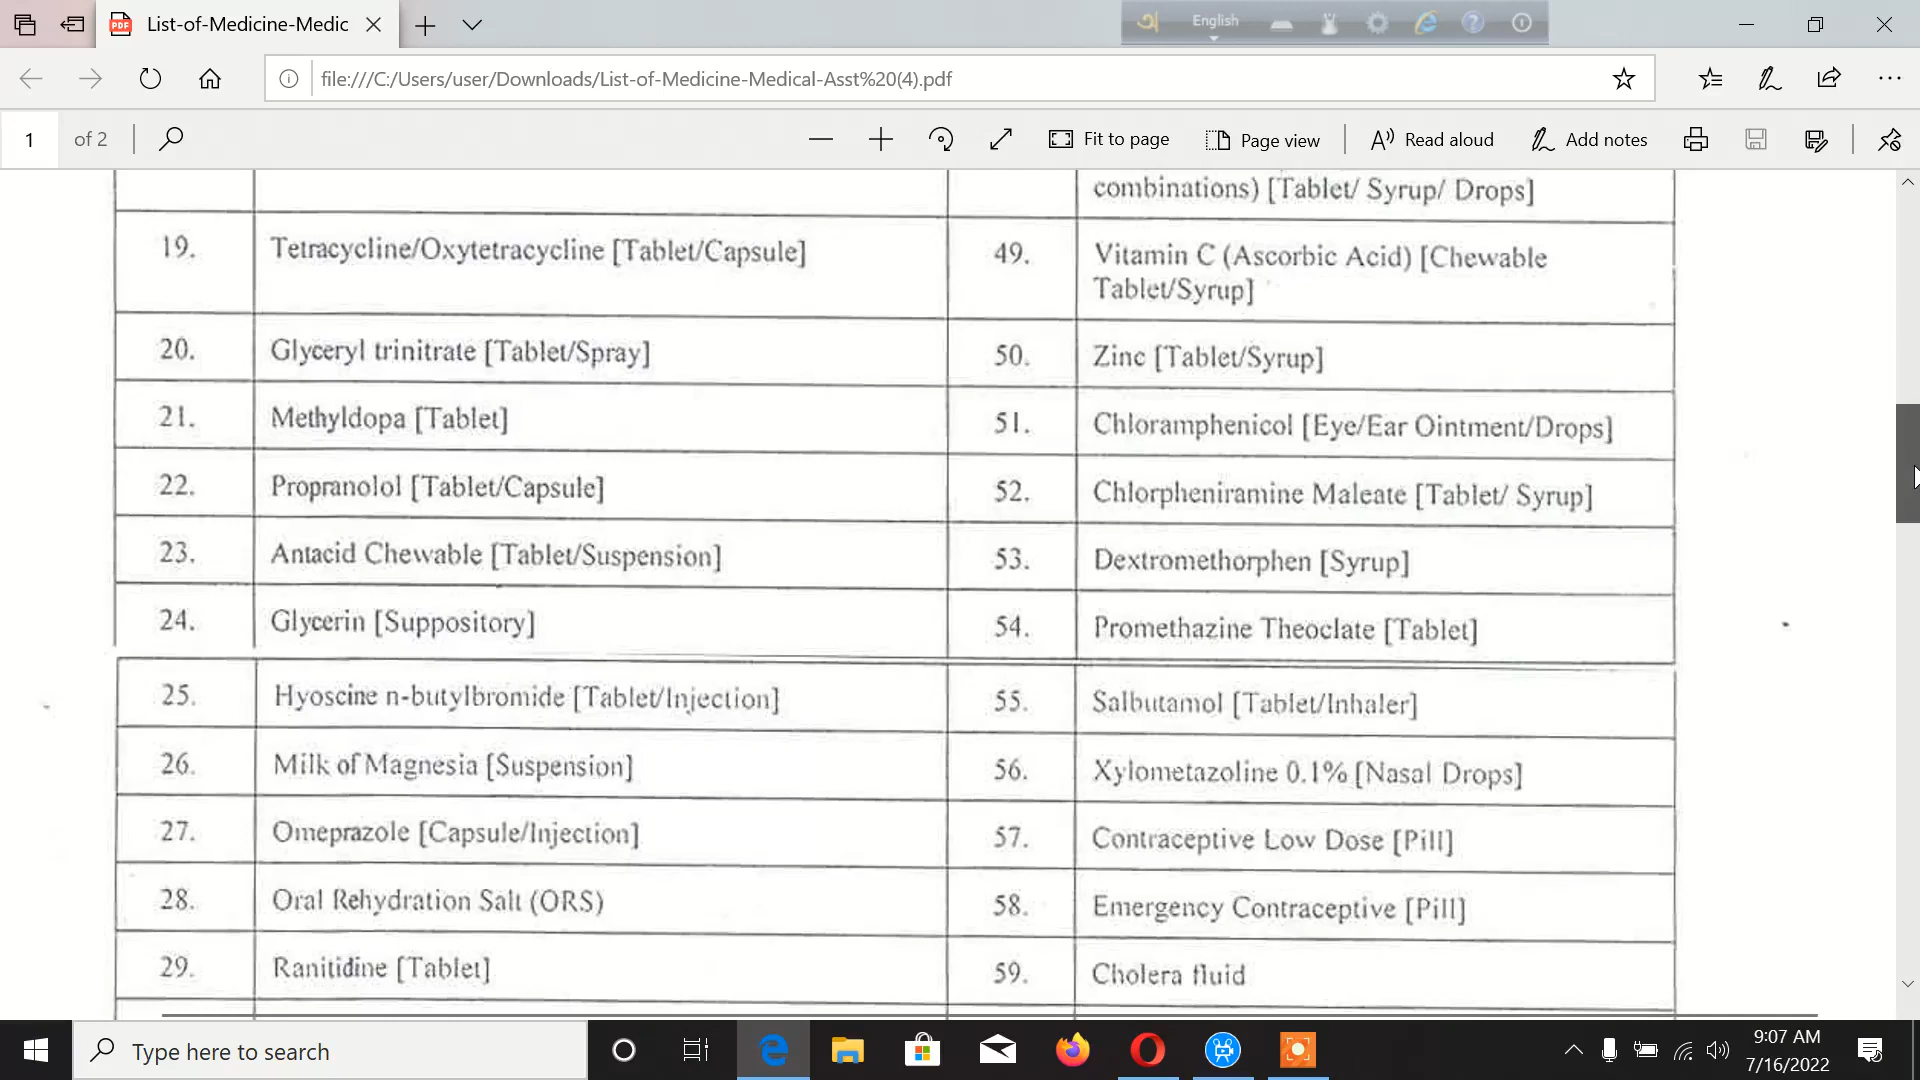 List-of-Medicine-Medic
English
file:///C:/Users/user/Downloads/List-of-Medicine-Medical-Asst%20(4).pdf
1 of 2
Fit to page
Page view
Read aloud
Add notes
combinations) [Tablet/ Syrup/ Drops]
19. Tetracycline/Oxytetracycline [Tablet/Capsule] 49. Vitamin C (Ascorbic Acid) [Chewable
Tablet/Syrup]
20. Glyceryl trinitrate [Tablet/Spray] 50. Zinc [Tablet/Syrup]
21. Methyldopa [Tablet] 51. Chloramphenicol [Eye/Ear Ointment/Drops]
22. Propranolol [Tablet/Capsule] 52. Chlorpheniramine Maleate [Tablet/ Syrup]
23. Antacid Chewable [Tablet/Suspension] 53. Dextromethorphen [Syrup]
24. Glycerin [Suppository] 54. Promethazine Theoclate [Tablet]
25. Hyoscine n-butylbromide [Tablet/Injection] 55. Salbutamol [Tablet/Inhaler]
26. Milk of Magnesia [Suspension] 56. Xylometazoline 0.1% [Nasal Drops]
27. Omeprazole [Capsule/Injection] 57. Contraceptive Low Dose [Pill]
28. Oral Rehydration Salt (ORS) 58. Emergency Contraceptive [Pill]
29. Ranitidine [Tablet] 59. Cholera fluid
Type here to search
9:07 AM
7/16/2022